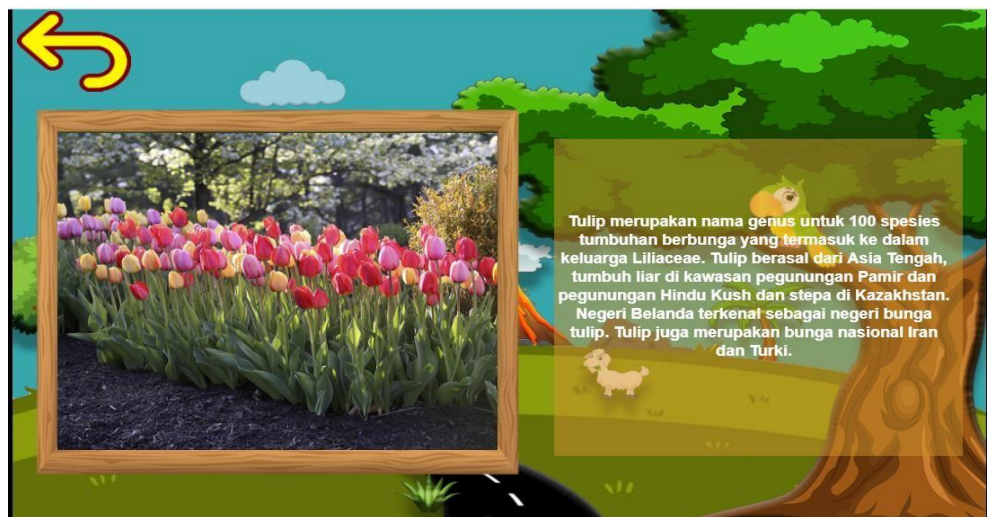 Tulip merupakan nama genus untuk 100 spesies
tumbuhan berbunga yang termasuk ke dalam
keluarga Liliaceae. Tulip berasal dari Asia Tengah,
tumbuh liar di kawasan pegunungan Pamir dan
pegunungan Hindu Kush dan stepa di Kazakhstan.
Negeri Belanda terkenal sebagai negeri bunga
tulip. Tulip juga merupakan bunga nasional Iran
dan Turki.